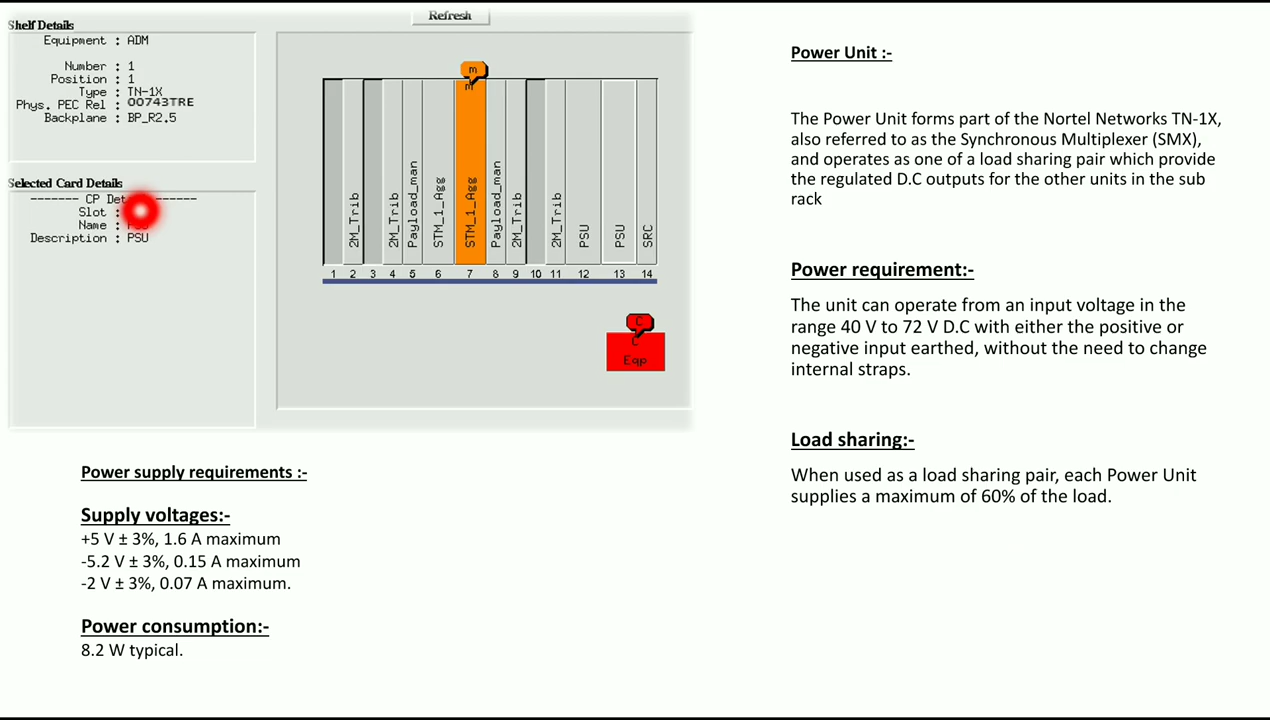 Refresh
Shelf Details
Equipment : ADM
Number : 1
Position : 1
Type : TN-1X
Phys. PEC Rel : 00743TRE
Backplane : BP_R2.5
Selected Card Details
------- CP ------
Slot :
Name :
Description : PSU
m
m
2M_Trib
2M_Trib
Payload_man
STM_1_Agg
STM_1_Agg
Payload_man
2M_Trib
2M_Trib
PSU
PSU
SRC
1 2 3 4 5 6 7 8 9 10 11 12 13 14
C
C
Eqp
Power supply requirements :-
Supply voltages:-
+5 V ± 3%, 1.6 A maximum
-5.2 V ± 3%, 0.15 A maximum
-2 V ± 3%, 0.07 A maximum.
Power consumption:-
8.2 W typical.
Power Unit :-
The Power Unit forms part of the Nortel Networks TN-1X,
also referred to as the Synchronous Multiplexer (SMX),
and operates as one of a load sharing pair which provide
the regulated D.C outputs for the other units in the sub
rack
Power requirement:-
The unit can operate from an input voltage in the
range 40 V to 72 V D.C with either the positive or
negative input earthed, without the need to change
internal straps.
Load sharing:-
When used as a load sharing pair, each Power Unit
supplies a maximum of 60% of the load.